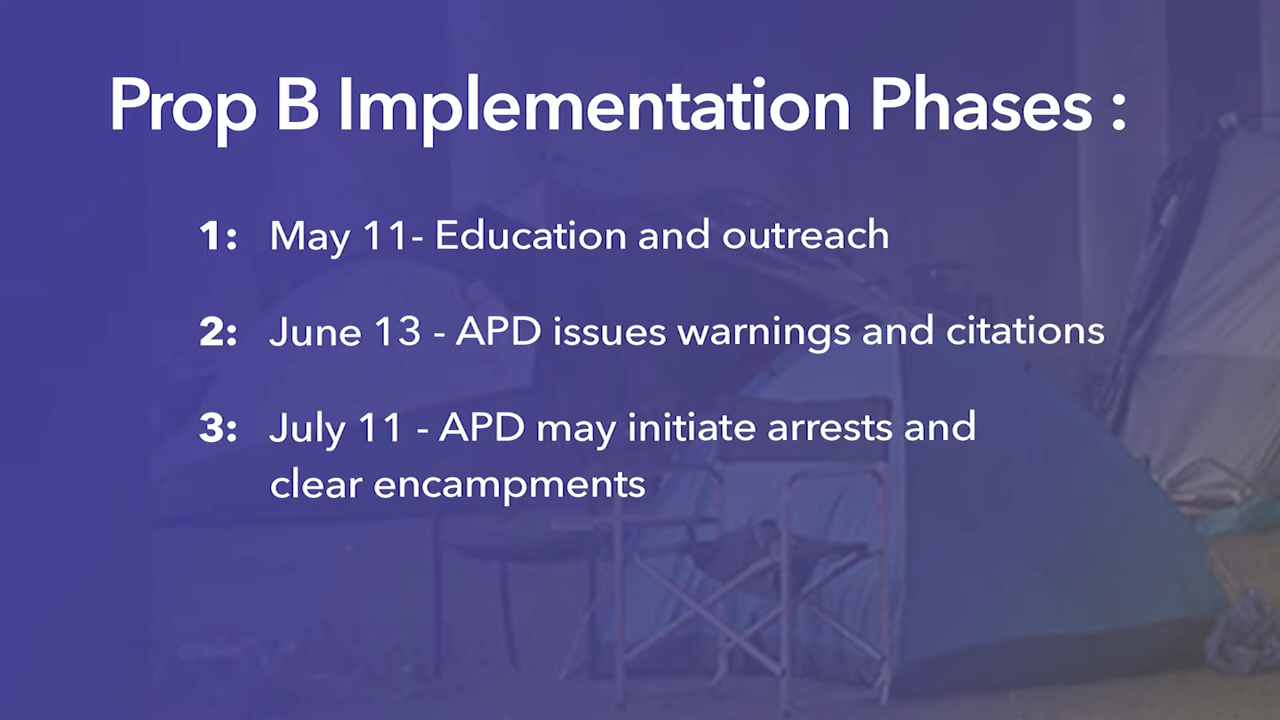 Prop B Implementation Phases :
1: May 11- Education and outreach
2: June 13 - APD issues warnings and citations
3: July 11 - APD may initiate arrests and
clear encampments